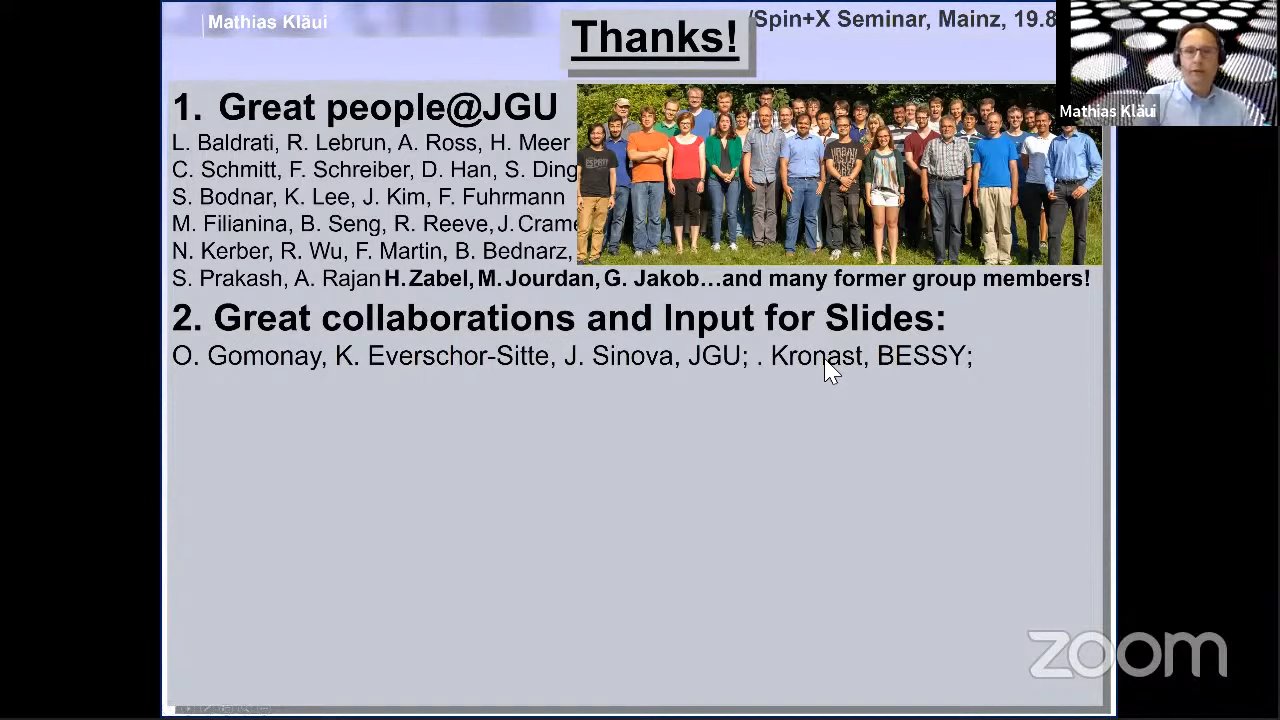 Mathias Kläui
/Spin+X Seminar, Mainz, 19.8
Thanks!
Mathias Kläui
1. Great people@JGU
L. Baldrati, R. Lebrun, A. Ross, H. Meer
C. Schmitt, F. Schreiber, D. Han, S. Ding
S. Bodnar, K. Lee, J. Kim, F. Fuhrmann
M. Filianina, B. Seng, R. Reeve, J. Crame
N. Kerber, R. Wu, F. Martin, B. Bednarz,
S. Prakash, A. Rajan H. Zabel, M. Jourdan, G. Jakob…and many former group members!
2. Great collaborations and Input for Slides:
O. Gomonay, K. Everschor-Sitte, J. Sinova, JGU; . Kronast, BESSY;
zoom